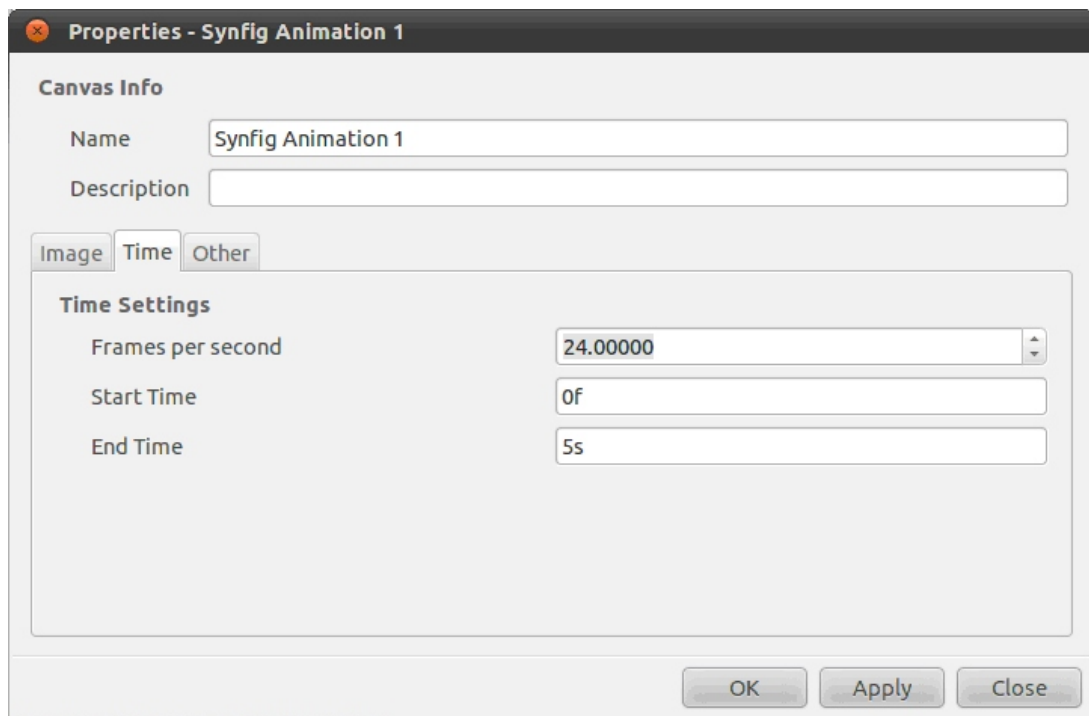 Properties - Synfig Animation 1
Canvas Info
Name Synfig Animation 1
Description
Image Time Other
Time Settings
Frames per second 24.00000
Start Time 0f
End Time 5s
OK Apply Close